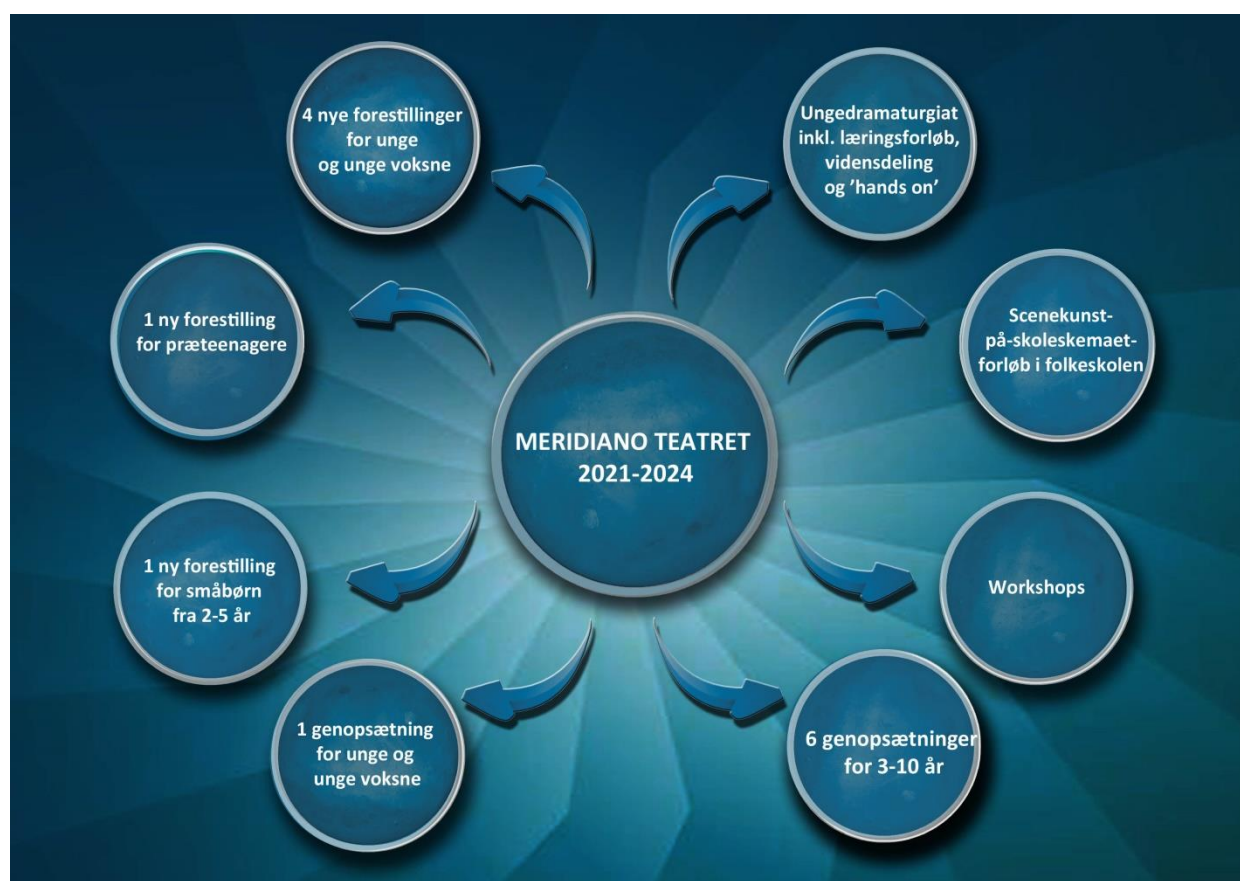 4 nye forestillinger
for unge
og unge voksne
Ungedramaturgiat
inkl. læringsforløb,
vidensdeling
og ’hands on’
1 ny forestilling
for præteenagere
Scenekunst-
på-skoleskemaet-
forløb i folkeskolen
MERIDIANO TEATRET
2021-2024
1 ny forestilling
for småbørn
fra 2-5 år
Workshops
1 genopsætning
for unge og
unge voksne
6 genopsætninger
for 3-10 år